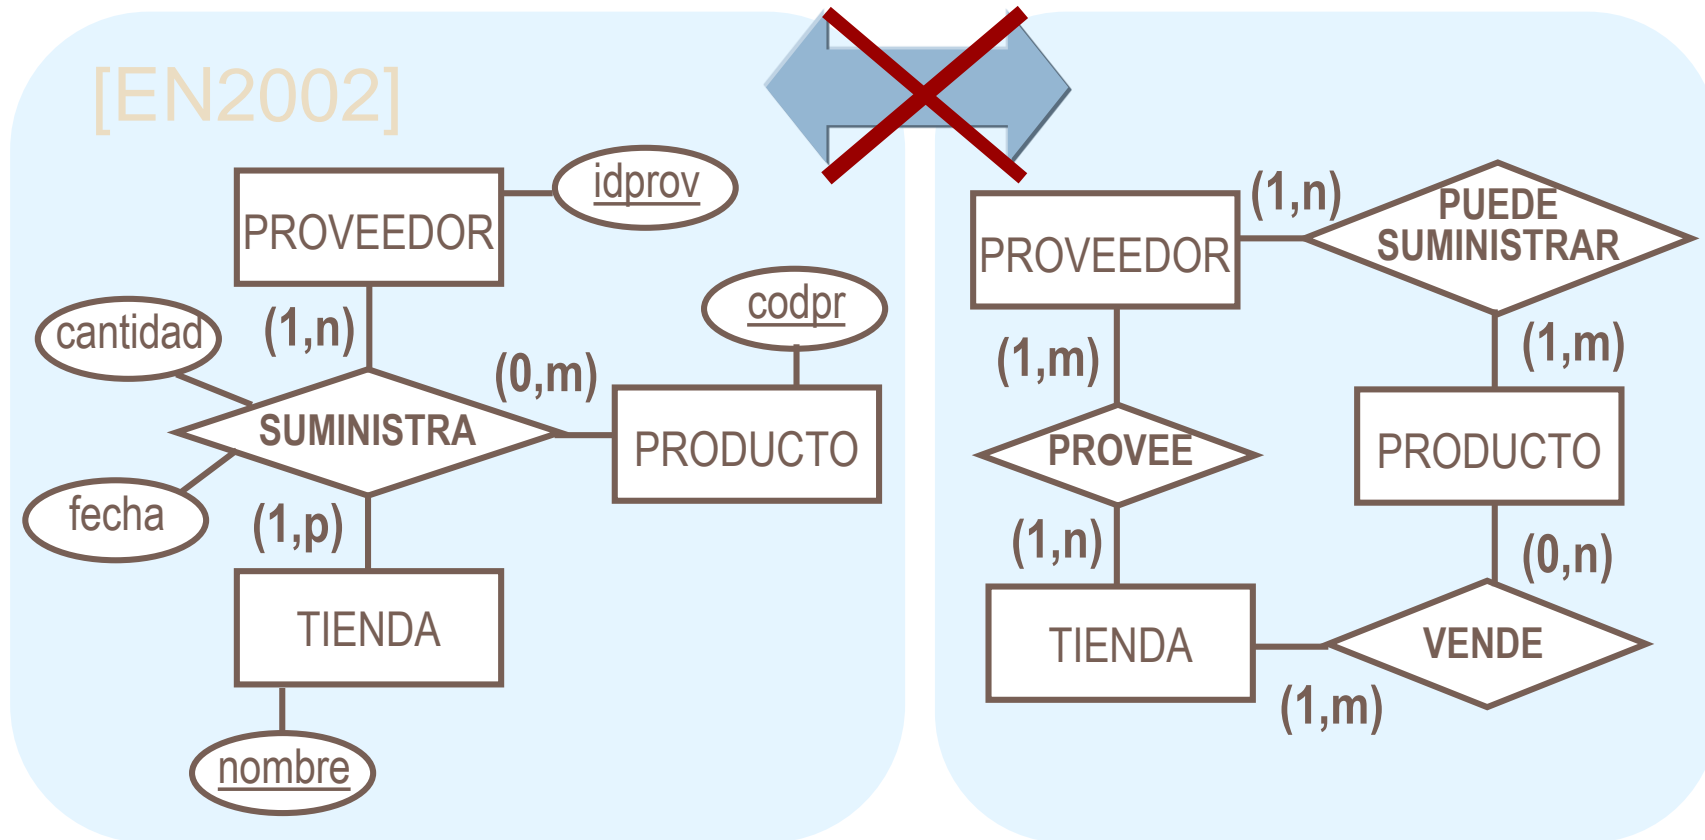 [EN2002]
PROVEEDOR
idprov
cantidad
(1,n)
codpr
(0,m)
SUMINISTRA
PRODUCTO
fecha
(1,p)
TIENDA
nombre
PROVEEDOR
(1,n)
PUEDE
SUMINISTRAR
(1,m)
(1,m)
PROVEE
PRODUCTO
(1,n)
(0,n)
TIENDA
VENDE
(1,m)